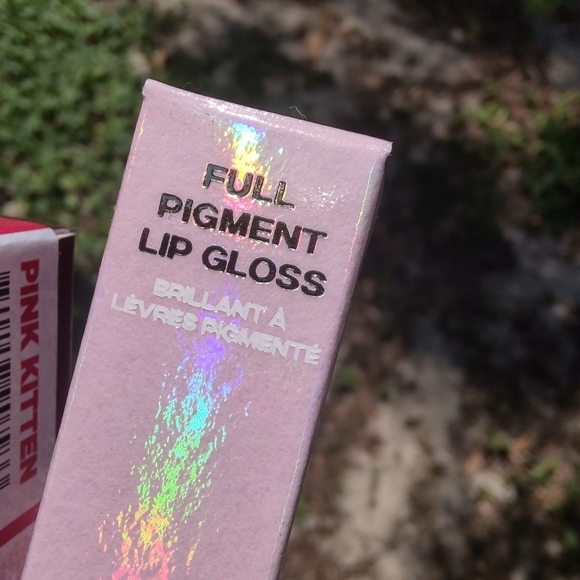 FULL
PIGMENT
LIP GLOSS
BRILLANT À
LÈVRES PIGMENTÉ
PINK KITTEN